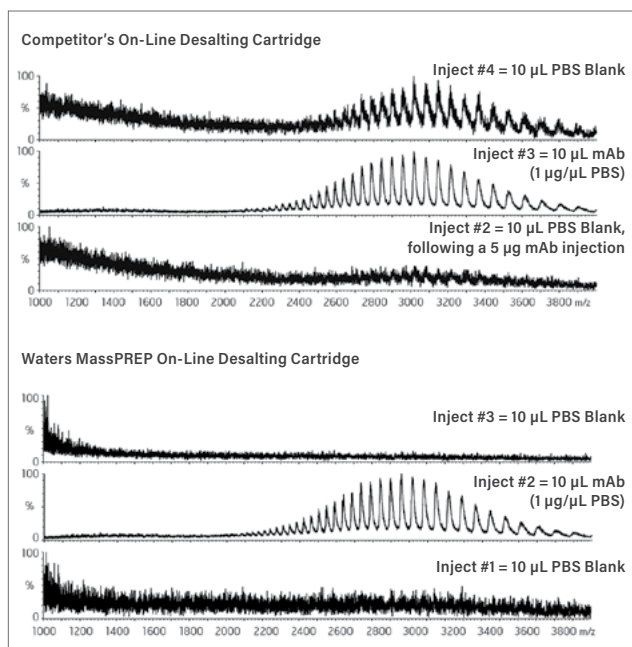 Competitor's On-Line Desalting Cartridge
Inject #4 = 10 µL PBS Blank
100
%
0
Inject #3 = 10 µL mAb
(1 µg/µL PBS)
100
%
0
Inject #2 = 10 µL PBS Blank,
following a 5 µg mAb injection
100
%
0
1000 1200 1400 1600 1800 2000 2200 2400 2600 2800 3000 3200 3400 3600 3800 m/z
Waters MassPREP On-Line Desalting Cartridge
100
%
0
Inject #3 = 10 µL PBS Blank
100
%
0
Inject #2 = 10 µL mAb
(1 µg/µL PBS)
100
%
0
Inject #1 = 10 µL PBS Blank
1000 1200 1400 1600 1800 2000 2200 2400 2600 2800 3000 3200 3400 3600 3800 m/z